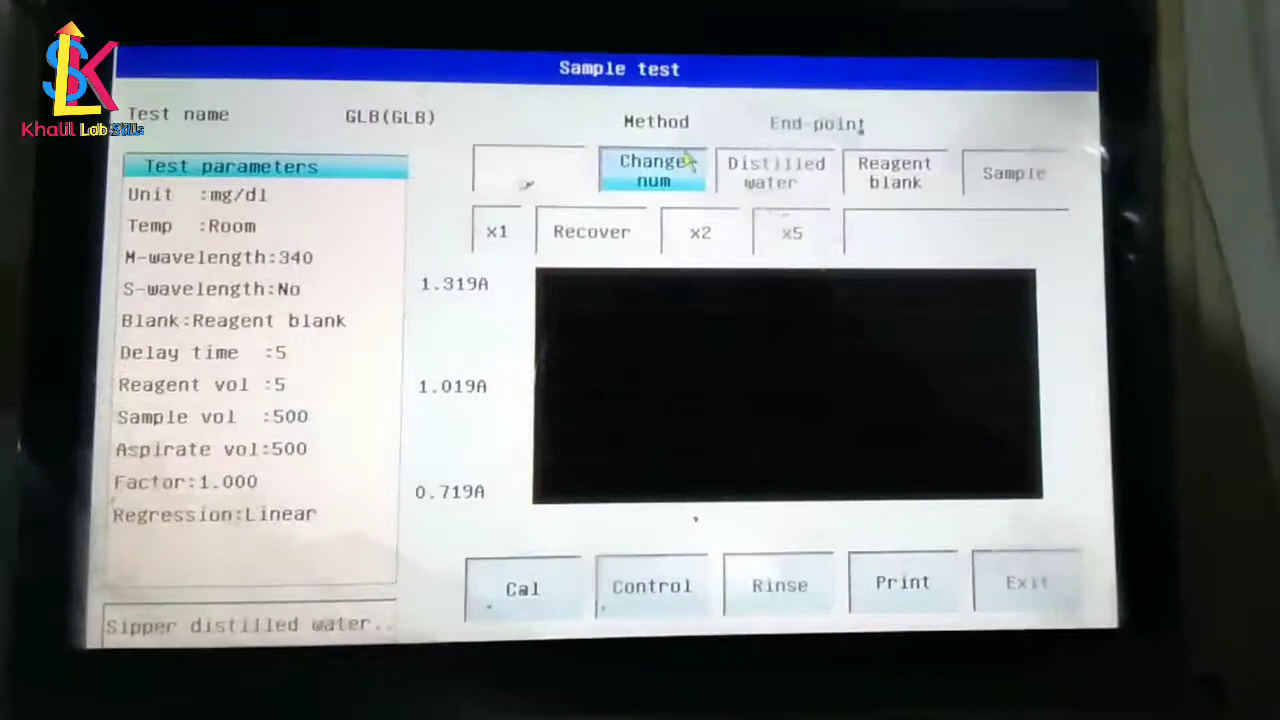 Sample test
Khalil Lab Skills
Test name GLB(GLB) Method End-point
Test parameters
Unit :mg/dl
Temp :Room
M-wavelength:340
S-wavelength:No
Blank:Reagent blank
Delay time :5
Reagent vol :5
Sample vol :500
Aspirate vol:500
Factor:1.000
Regression:Linear
Sipper distilled water..
Change
num
Distilled
water
Reagent
blank
Sample
x1 Recover x2 x5
1.319A
1.019A
0.719A
Cal Control Rinse Print Exit